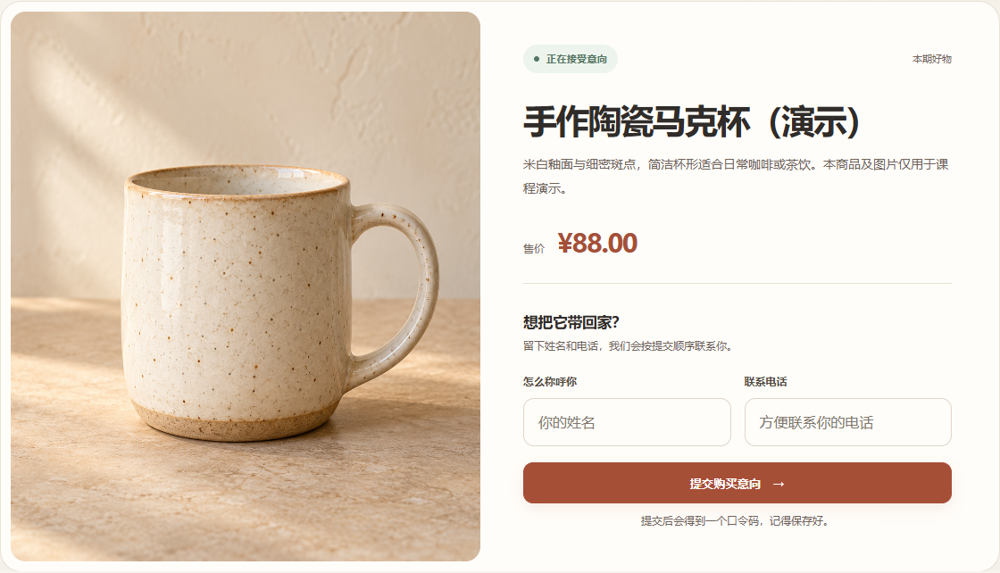 正在接受意向
本期好物
手作陶瓷马克杯（演示）
米白釉面与细密斑点，简洁杯形适合日常咖啡或茶饮。本商品及图片仅用于课
程演示。
售价 ¥88.00
想把它带回家？
留下姓名和电话，我们会按提交顺序联系你。
怎么称呼你
联系电话
你的姓名
方便联系你的电话
提交购买意向 →
提交后会得到一个口令码，记得保存好。